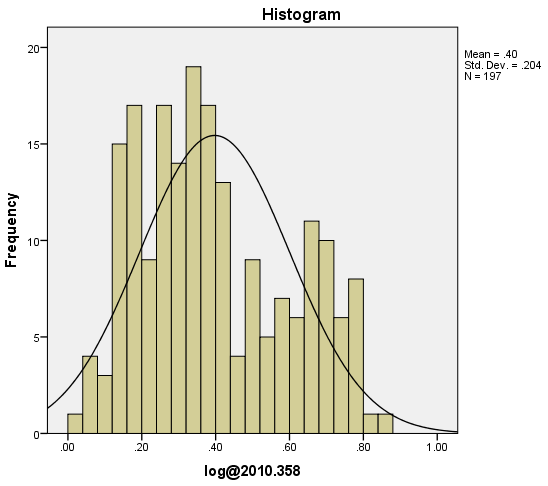 Histogram
Mean = .40
Std. Dev. = .204
N = 197
Frequency
20
15
10
5
0
.00 .20 .40 .60 .80 1.00
log@2010.358